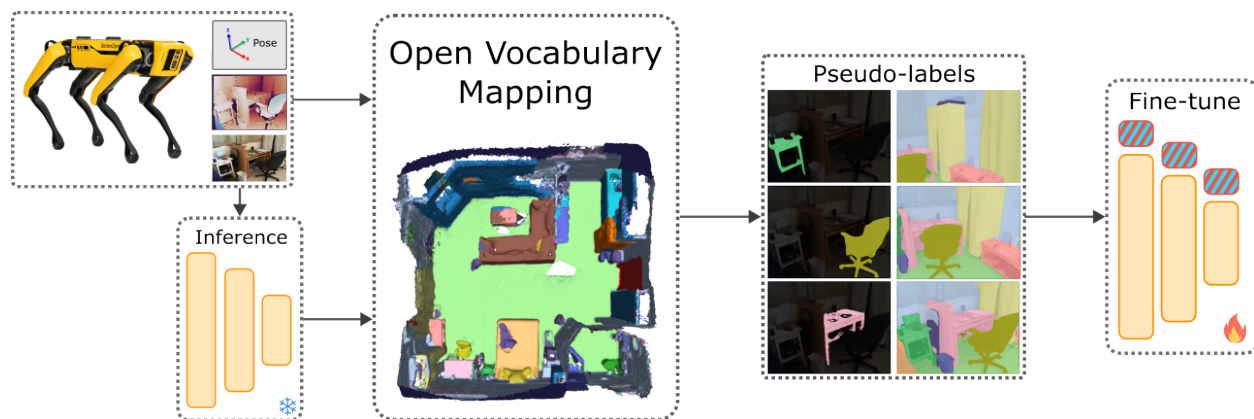 Pose
Open Vocabulary
Mapping
Inference
Pseudo-labels
Fine-tune